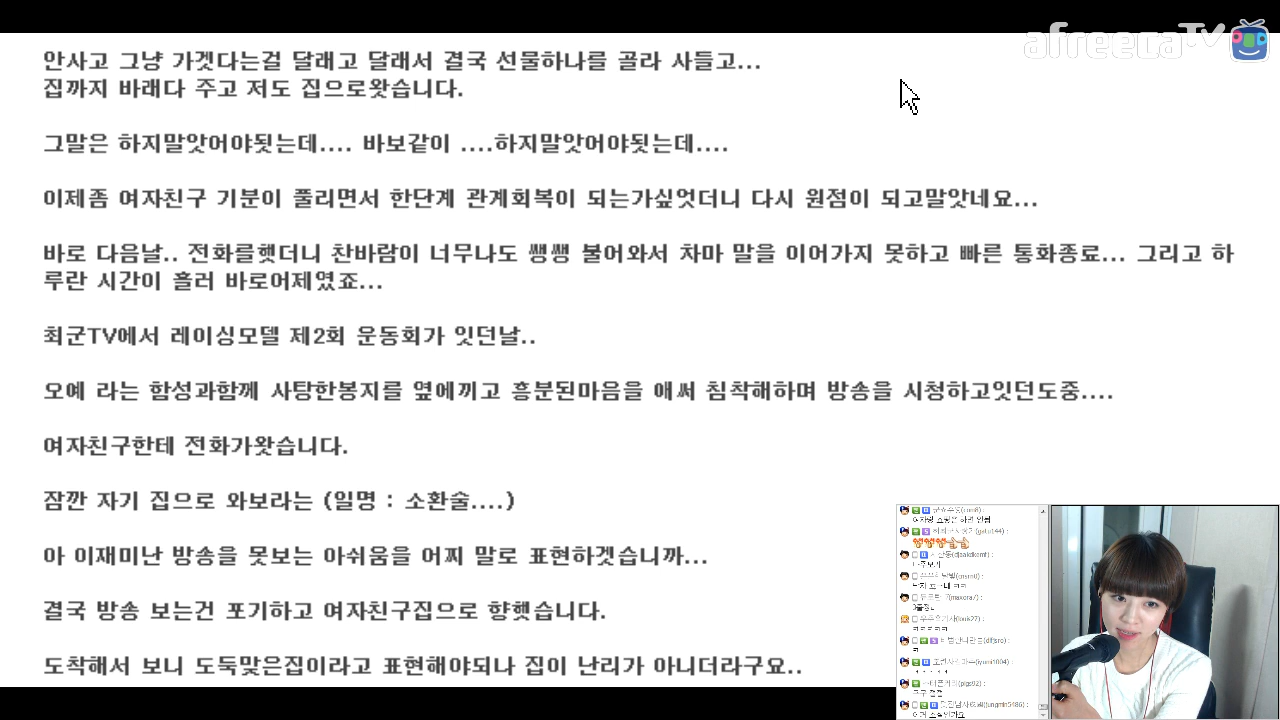 afreecaTV
안사고 그냥 가겟다는걸 달래고 달래서 결국 선물하나를 골라 사들고...
집까지 바래다 주고 저도 집으로왓습니다.
그말은 하지말앗어야됫는데.... 바보같이 ....하지말앗어야됫는데....
이제좀 여자친구 기분이 풀리면서 한단계 관계회복이 되는가싶엇더니 다시 원점이 되고말앗네요...
바로 다음날.. 전화를햇더니 찬바람이 너무나도 쌩쌩 불어와서 차마 말을 이어가지 못하고 빠른 통화종료... 그리고 하
루란 시간이 흘러 바로어제였죠...
최군TV에서 레이싱모델 제2회 운동회가 잇던날..
오예 라는 함성과함께 사탕한봉지를 옆에끼고 흥분된마음을 애써 침착해하며 방송을 시청하고잇던도중....
여자친구한테 전화가왓습니다.
잠깐 자기 집으로 와보라는 (일명 : 소환술....)
아 이재미난 방송을 못보는 아쉬움을 어찌 말로 표현하겟습니까...
결국 방송 보는건 포기하고 여자친구집으로 향햇습니다.
도착해서 보니 도둑맞은집이라고 표현해야되나 집이 난리가 아니더라구요..